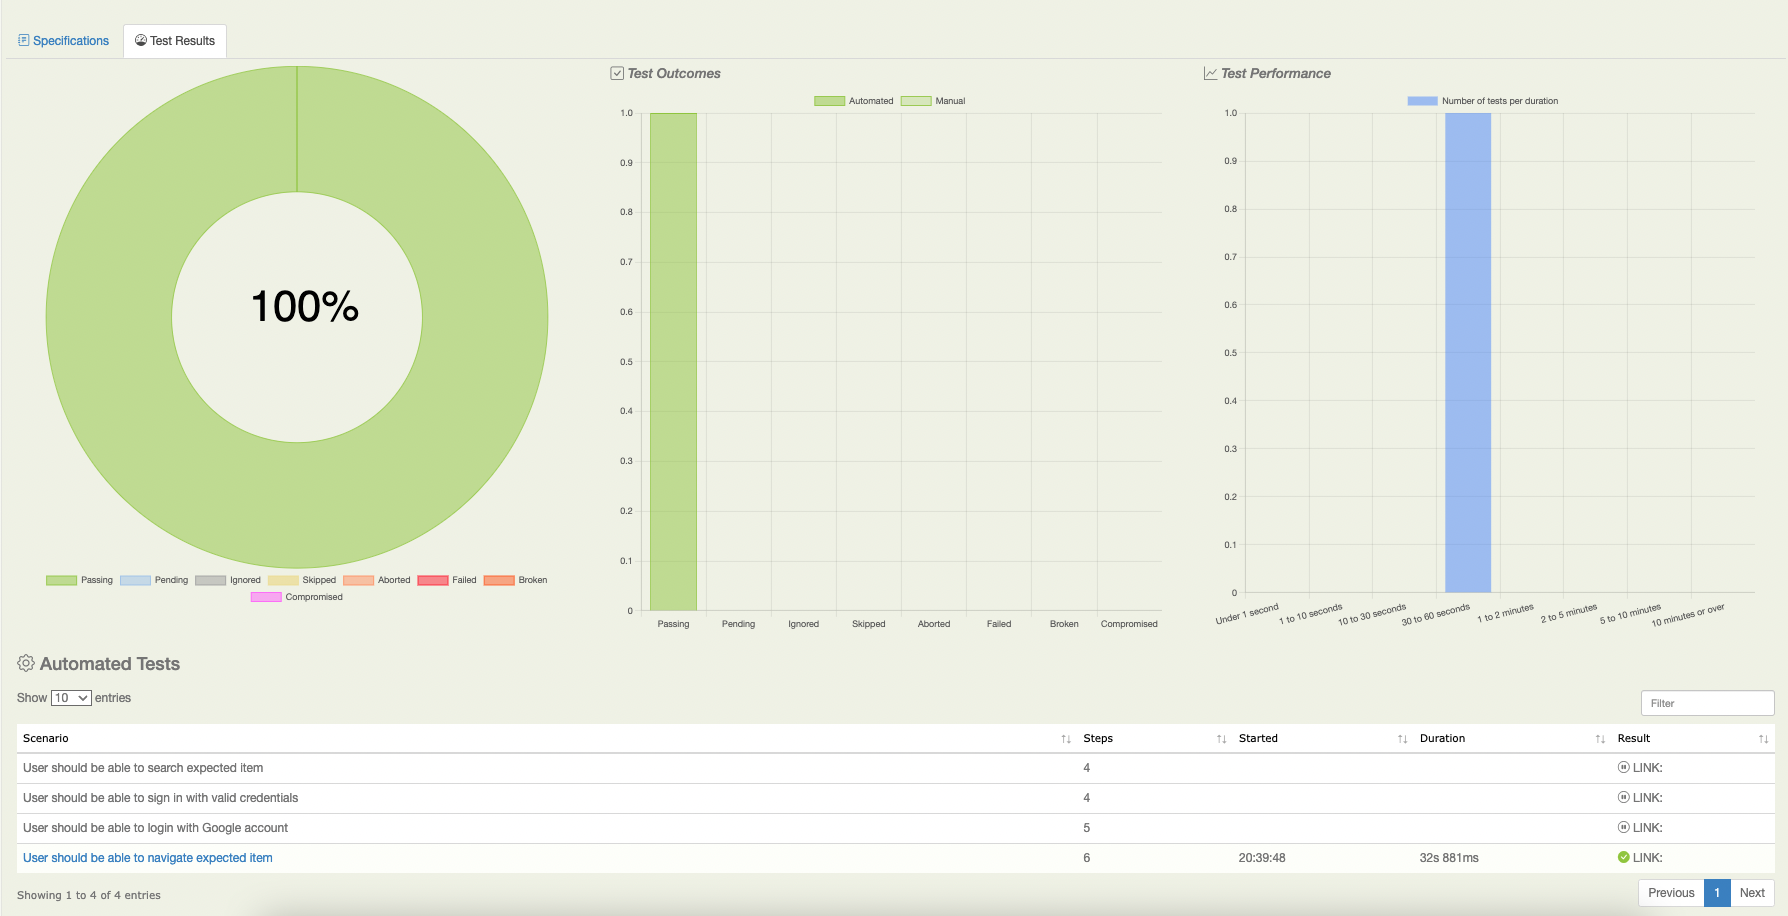 Specifications
Test Results
100%
Passing Pending Ignored Skipped Aborted Failed Broken
Compromised
Test Outcomes
Automated Manual
1.0
0.9
0.8
0.7
0.6
0.5
0.4
0.3
0.2
0.1
0
Passing Pending Ignored Skipped Aborted Failed Broken Compromised
Test Performance
Number of tests per duration
1.0
0.9
0.8
0.7
0.6
0.5
0.4
0.3
0.2
0.1
0
Under 1 second 1 to 10 seconds 10 to 30 seconds 30 to 60 seconds 1 to 2 minutes 2 to 5 minutes 5 to 10 minutes 10 minutes or over
Automated Tests
Show 10 entries
Filter
Scenario Steps Started Duration Result
User should be able to search expected item 4 LINK:
User should be able to sign in with valid credentials 4 LINK:
User should be able to login with Google account 5 LINK:
User should be able to navigate expected item 6 20:39:48 32s 881ms LINK:
Showing 1 to 4 of 4 entries
Previous 1 Next